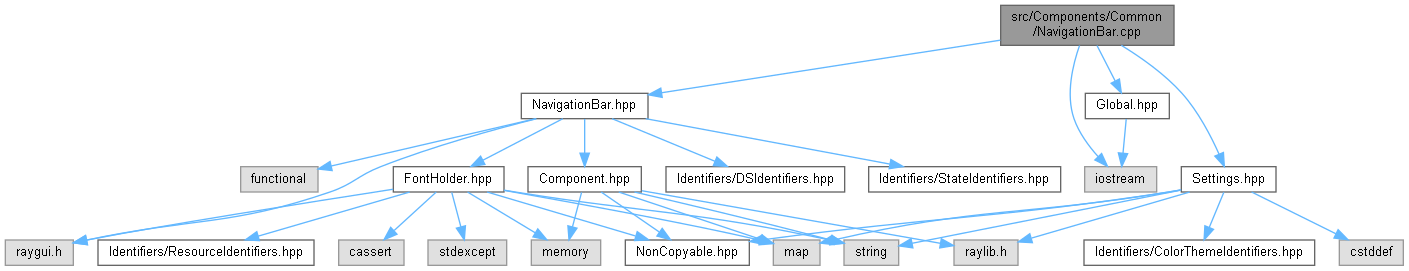 src/Components/Common
/NavigationBar.cpp
NavigationBar.hpp
Global.hpp
functional
FontHolder.hpp
Component.hpp
Identifiers/DSIdentifiers.hpp
Identifiers/StateIdentifiers.hpp
iostream
Settings.hpp
raygui.h
Identifiers/ResourceIdentifiers.hpp
cassert
stdexcept
memory
NonCopyable.hpp
map
string
raylib.h
Identifiers/ColorThemeIdentifiers.hpp
cstddef